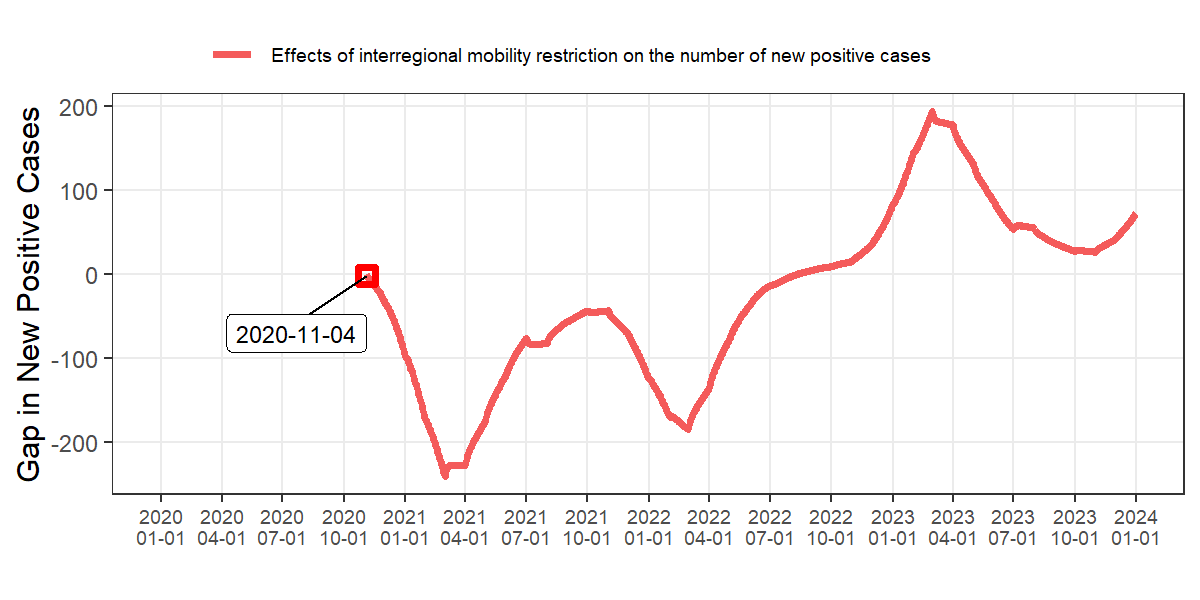 Effects of interregional mobility restriction on the number of new positive cases
Gap in New Positive Cases
200
100
0
-100
-200
2020-11-04
2020 2020 2020 2020 2021 2021 2021 2021 2022 2022 2022 2022 2023 2023 2023 2023 2024
01-01 04-01 07-01 10-01 01-01 04-01 07-01 10-01 01-01 04-01 07-01 10-01 01-01 04-01 07-01 10-01 01-01